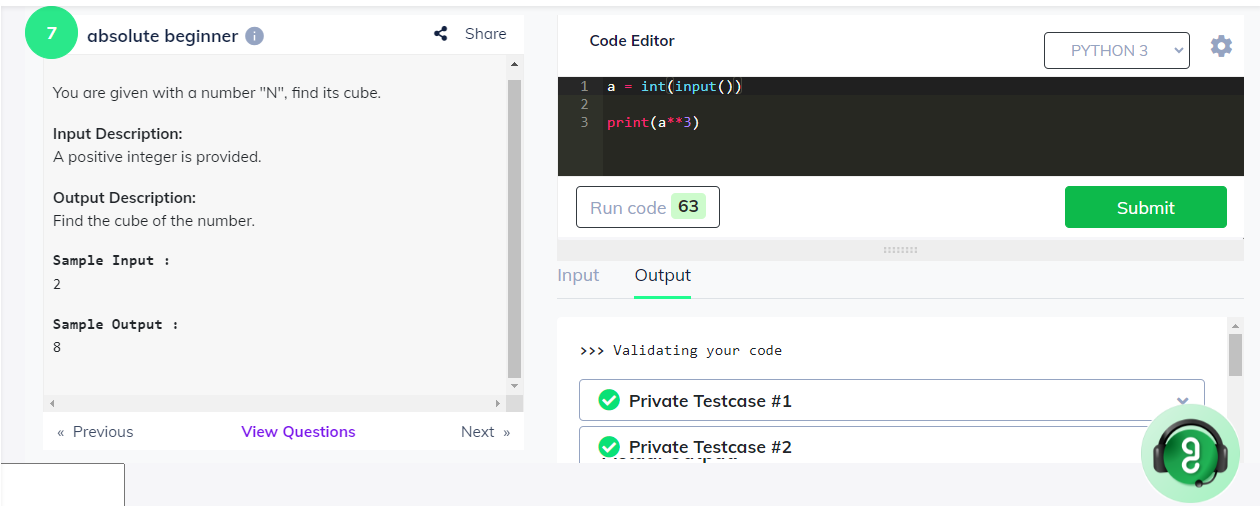 7
absolute beginner
Share
You are given with a number "N", find its cube.
Input Description:
A positive integer is provided.
Output Description:
Find the cube of the number.
Sample Input :
2
Sample Output :
8
« Previous
View Questions
Next »
Code Editor
PYTHON 3
1 a = int(input())
2
3 print(a**3)
Run code 63
Submit
Input
Output
>>> Validating your code
Private Testcase #1
Private Testcase #2